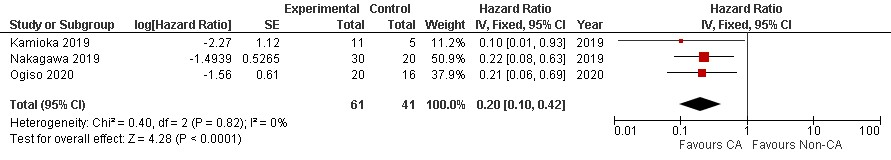 Experimental Control Hazard Ratio Hazard Ratio
Study or Subgroup log[Hazard Ratio] SE Total Total Weight IV, Fixed, 95% CI Year IV, Fixed, 95% CI
Kamioka 2019 -2.27 1.12 11 5 11.2% 0.10 [0.01, 0.93] 2019
Nakagawa 2019 -1.4939 0.5265 30 20 50.9% 0.22 [0.08, 0.63] 2019
Ogiso 2020 -1.56 0.61 20 16 37.9% 0.21 [0.06, 0.69] 2020
Total (95% CI) 61 41 100.0% 0.20 [0.10, 0.42]
Heterogeneity: Chi² = 0.40, df = 2 (P = 0.82); I² = 0%
Test for overall effect: Z = 4.28 (P < 0.0001)
0.01 0.1 1 10 100
Favours CA Favours Non-CA